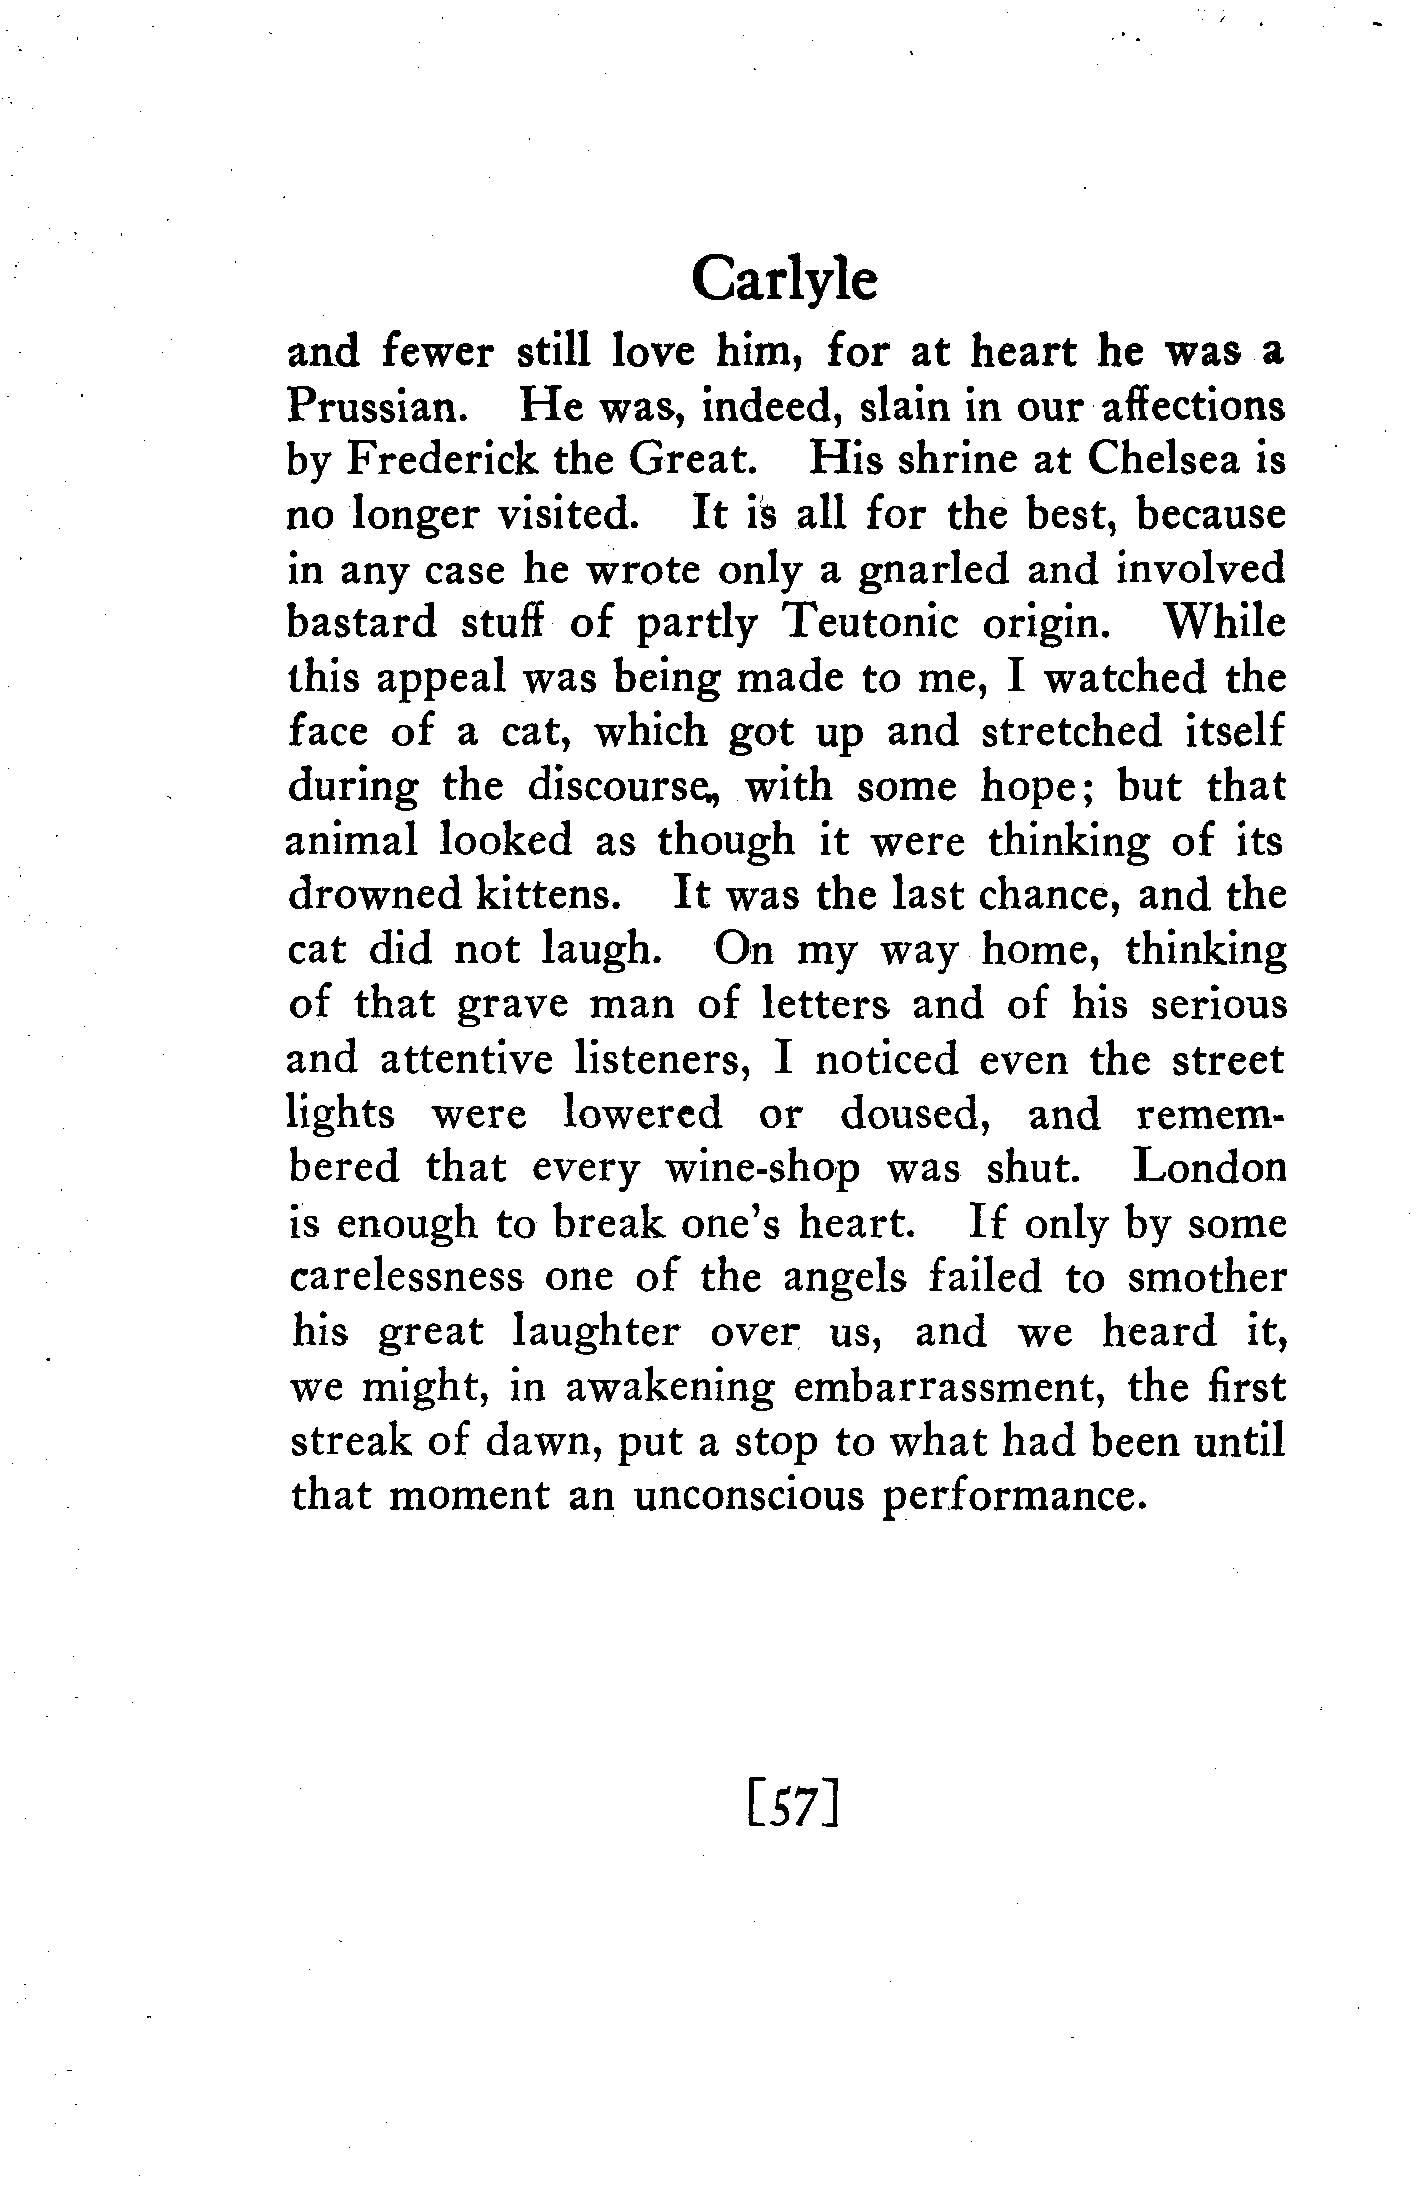 Carlyle
and fewer still love him, for at heart he was a
Prussian. He was, indeed, slain in our affections
by Frederick the Great. His shrine at Chelsea is
no longer visited. It is all for the best, because
in any case he wrote only a gnarled and involved
bastard stuff of partly Teutonic origin. While
this appeal was being made to me, I watched the
face of a cat, which got up and stretched itself
during the discourse, with some hope; but that
animal looked as though it were thinking of its
drowned kittens. It was the last chance, and the
cat did not laugh. On my way home, thinking
of that grave man of letters and of his serious
and attentive listeners, I noticed even the street
lights were lowered or doused, and remem-
bered that every wine-shop was shut. London
is enough to break one's heart. If only by some
carelessness one of the angels failed to smother
his great laughter over us, and we heard it,
we might, in awakening embarrassment, the first
streak of dawn, put a stop to what had been until
that moment an unconscious performance.
[57]